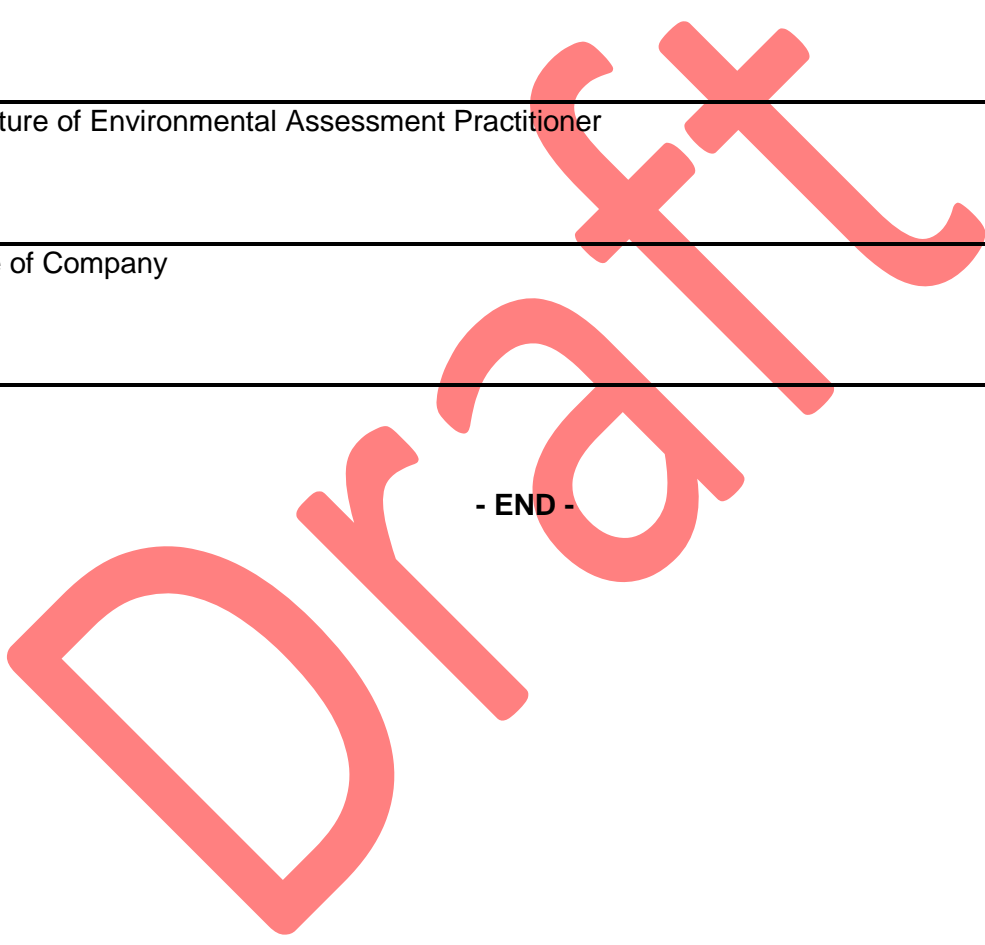 ture of Environmental Assessment Practitioner
of Company
- END -
Draft